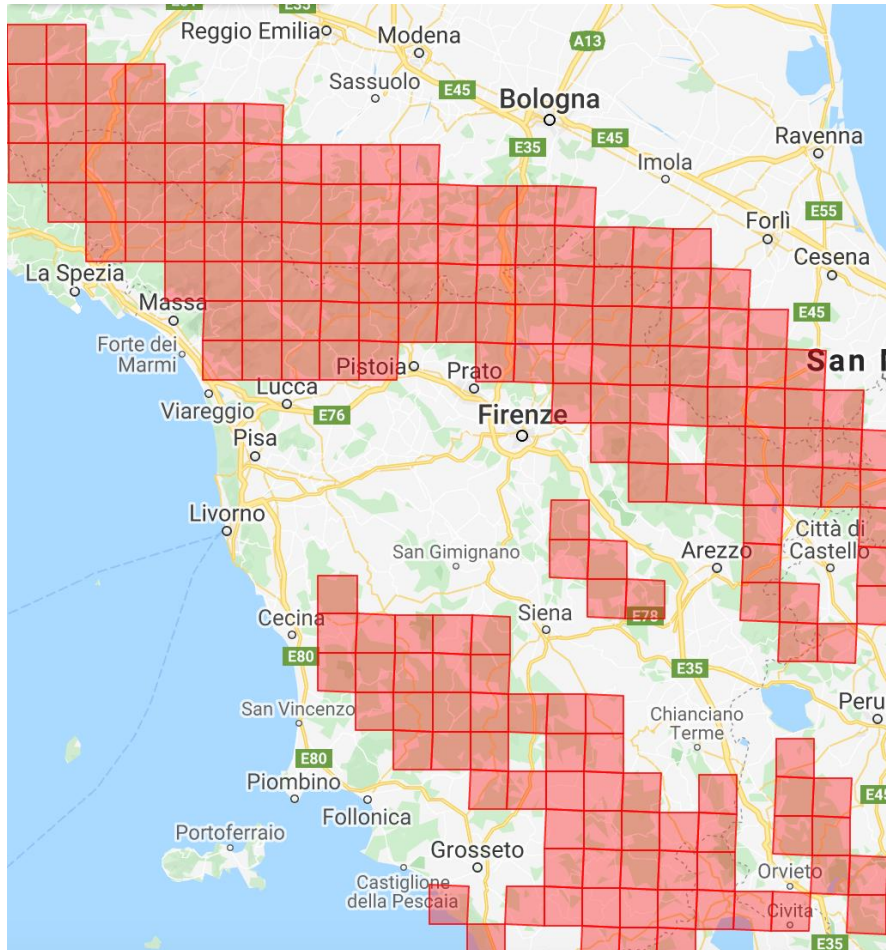 E35
Reggio Emilia
Modena
A13
Sassuolo
E45
Bologna
E35
E45
Ravenna
Imola
Forlì
E55
Cesena
La Spezia
Massa
E45
Forte dei
Marmi
Pistoia
Prato
San
Viareggio
Lucca
E76
Firenze
Pisa
Livorno
San Gimignano
Arezzo
Città di
Castello
Cecina
Siena
E78
E80
E35
San Vincenzo
Chianciano
Terme
Peru
E80
Piombino
Follonica
E45
Portoferraio
Grosseto
Castiglione
della Pescaia
Orvieto
Civita
E35